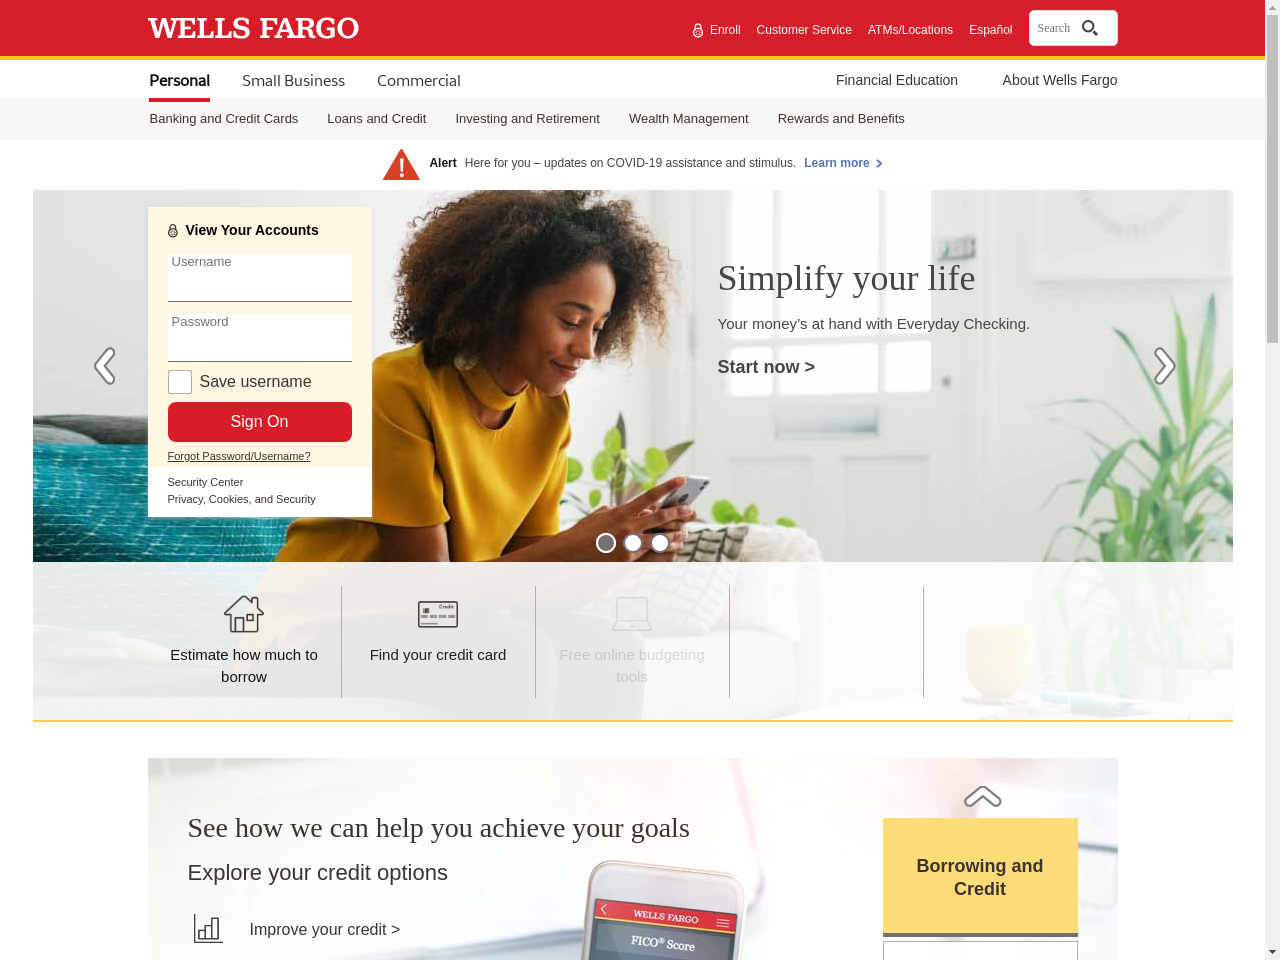 WELLS FARGO
Enroll
Customer Service
ATMs/Locations
Español
Search
Personal
Small Business
Commercial
Financial Education
About Wells Fargo
Banking and Credit Cards
Loans and Credit
Investing and Retirement
Wealth Management
Rewards and Benefits
Alert Here for you – updates on COVID-19 assistance and stimulus. Learn more
View Your Accounts
Username
Password
Save username
Sign On
Forgot Password/Username?
Security Center
Privacy, Cookies, and Security
Simplify your life
Your money’s at hand with Everyday Checking.
Start now >
Estimate how much to
borrow
Credit
Find your credit card
Free online budgeting
tools
See how we can help you achieve your goals
Explore your credit options
Improve your credit >
WELLS FARGO
FICO® Score
Borrowing and
Credit